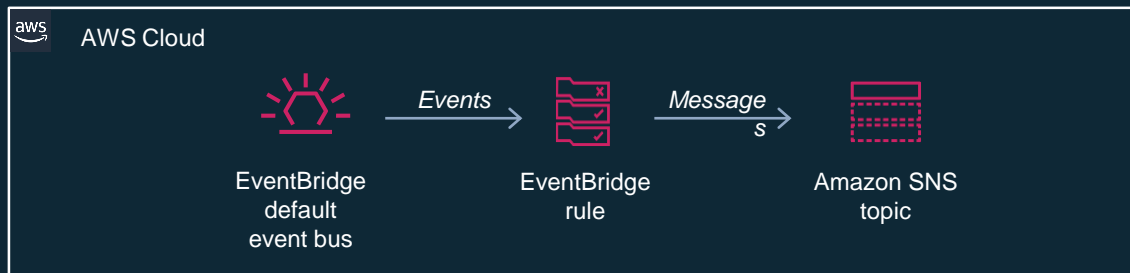 aws
AWS Cloud
Events
Message
s
EventBridge
default
event bus
EventBridge
rule
Amazon SNS
topic